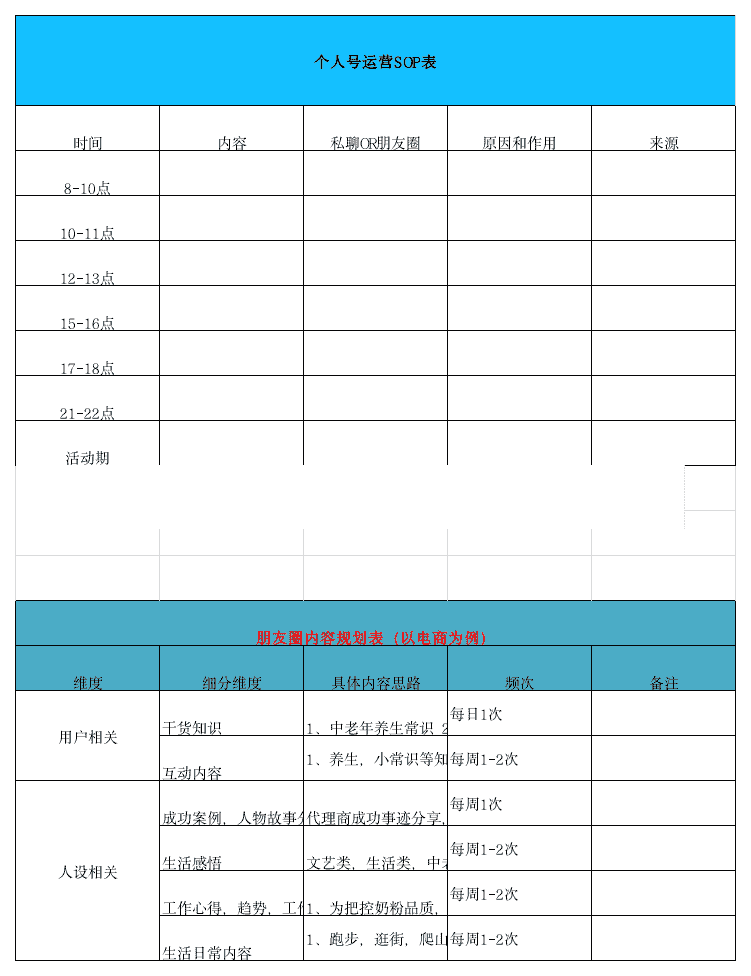 个人号运营SOP表
时间 内容 私聊OR朋友圈 原因和作用 来源
8-10点
10-11点
12-13点
15-16点
17-18点
21-22点
活动期
朋友圈内容规划表（以电商为例）
维度 细分维度 具体内容思路 频次 备注
用户相关
干货知识 1、中老年养生常识 2 每日1次
互动内容 1、养生，小常识等知 每周1-2次
人设相关
成功案例，人物故事分 代理商成功事迹分享， 每周1次
生活感悟 文艺类，生活类，中老 每周1-2次
工作心得，趋势，工作 1、为把控奶粉品质， 每周1-2次
生活日常内容 1、跑步，逛街，爬山 每周1-2次